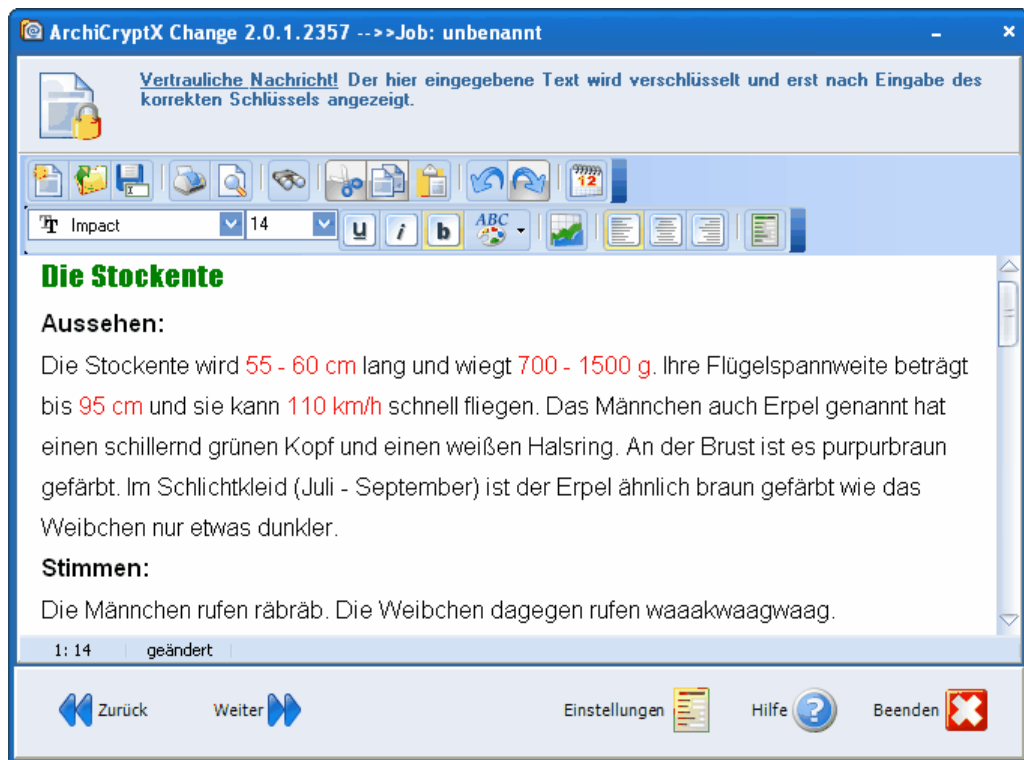 ArchiCryptX Change 2.0.1.2357 -->>Job: unbenannt
Vertrauliche Nachricht! Der hier eingegebene Text wird verschlüsselt und erst nach Eingabe des
korrekten Schlüssels angezeigt.
12
Impact 14 u i b ABC
Die Stockente
Aussehen:
Die Stockente wird 55 - 60 cm lang und wiegt 700 - 1500 g. Ihre Flügelspannweite beträgt
bis 95 cm und sie kann 110 km/h schnell fliegen. Das Männchen auch Erpel genannt hat
einen schillernd grünen Kopf und einen weißen Halsring. An der Brust ist es purpurbraun
gefärbt. Im Schlichtkleid (Juli - September) ist der Erpel ähnlich braun gefärbt wie das
Weibchen nur etwas dunkler.
Stimmen:
Die Männchen rufen räbräb. Die Weibchen dagegen rufen waaakwaagwaag.
1: 14 geändert
Zurück Weiter Einstellungen Hilfe ? Beenden